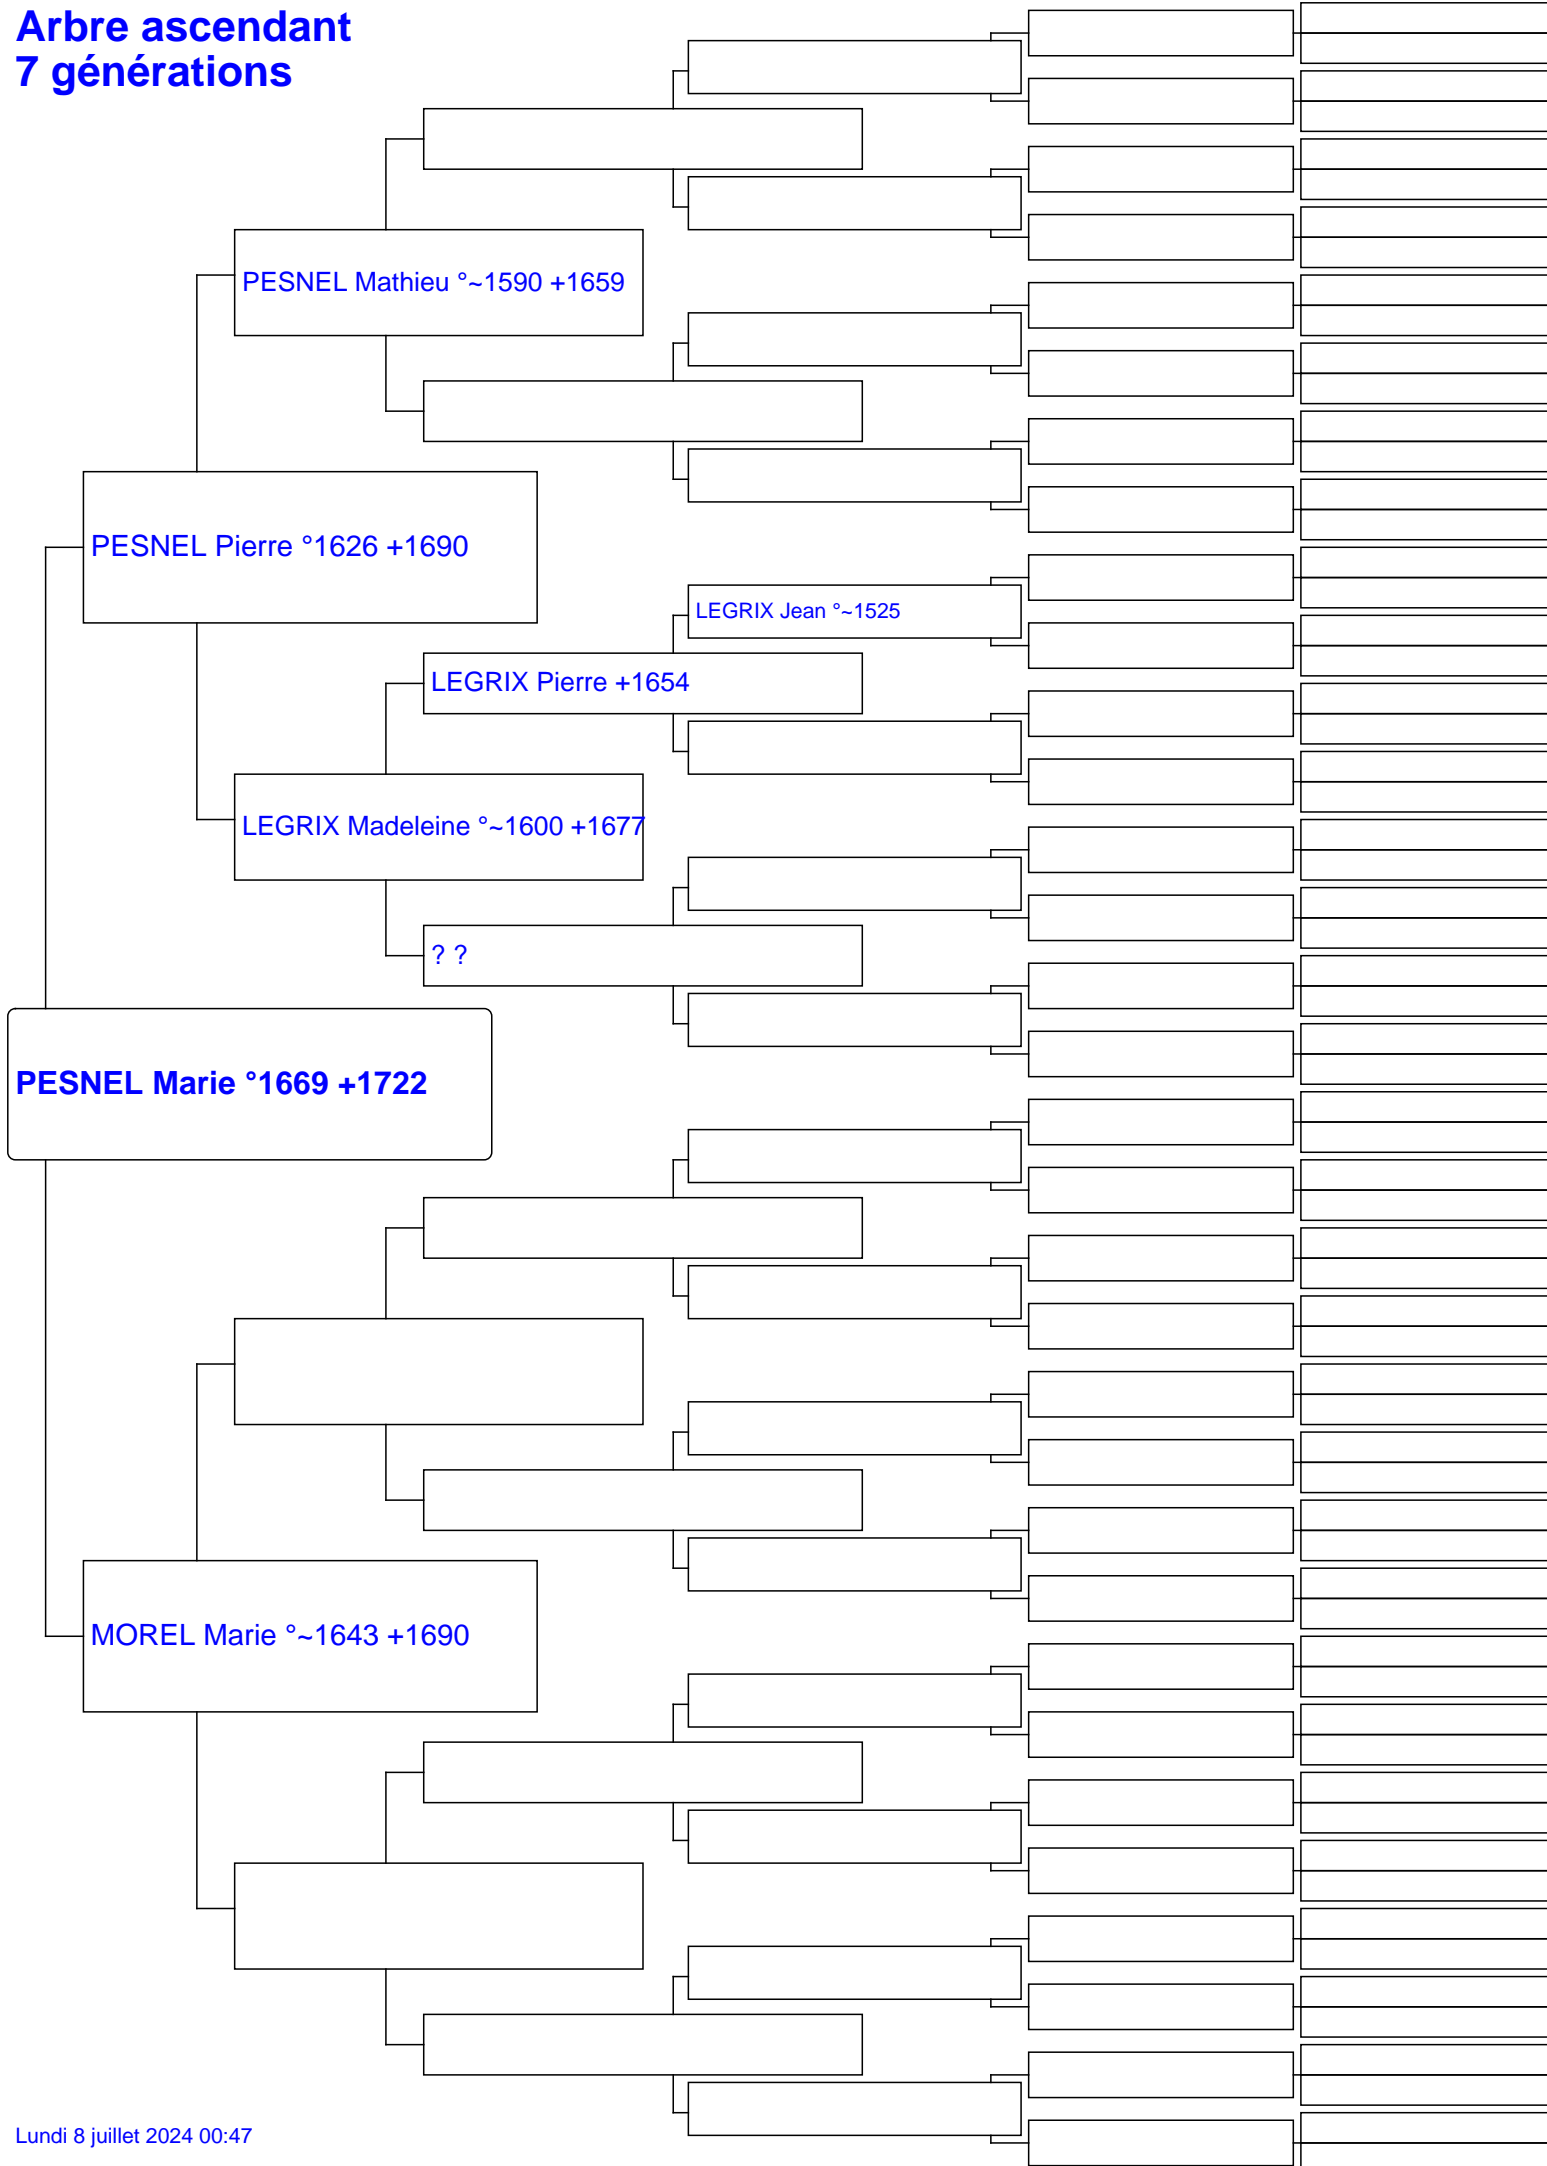 Arbre ascendant
7 générations
PESNEL Mathieu °~1590 +1659
PESNEL Pierre °1626 +1690
LEGRIX Jean °~1525
LEGRIX Pierre +1654
LEGRIX Madeleine °~1600 +1677
? ?
PESNEL Marie °1669 +1722
MOREL Marie °~1643 +1690
Lundi 8 juillet 2024 00:47